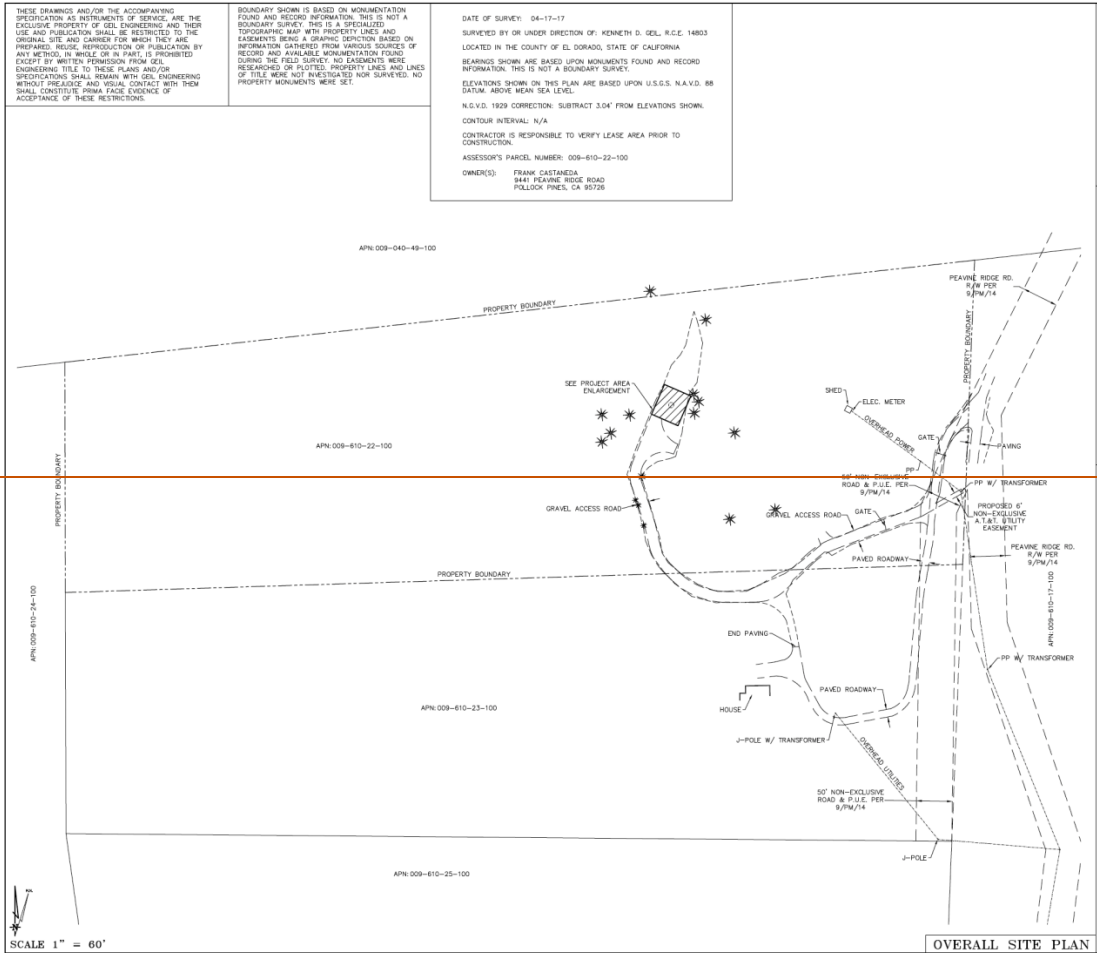 THESE DRAWINGS AND/OR THE ACCOMPANYING
SPECIFICATION AS INSTRUMENTS OF SERVICE, ARE THE
EXCLUSIVE PROPERTY OF GEIL ENGINEERING AND THEIR
USE AND PUBLICATION SHALL BE RESTRICTED TO THE
ORIGINAL SITE AND CARRIER FOR WHICH THEY ARE
PREPARED. REUSE, REPRODUCTION OR PUBLICATION BY
ANY METHOD, IN WHOLE OR IN PART, IS PROHIBITED
EXCEPT BY WRITTEN PERMISSION FROM GEIL
ENGINEERING TITLE TO THESE PLANS AND/OR
SPECIFICATIONS SHALL REMAIN WITH GEIL ENGINEERING
WITHOUT PREJUDICE AND VISUAL CONTACT WITH THEM
SHALL CONSTITUTE PRIMA FACIE EVIDENCE OF
ACCEPTANCE OF THESE RESTRICTIONS.
BOUNDARY SHOWN IS BASED ON MONUMENTATION
FOUND AND RECORD INFORMATION. THIS IS NOT A
BOUNDARY SURVEY. THIS IS A SPECIALIZED
TOPOGRAPHIC MAP WITH PROPERTY LINES AND
EASEMENTS BEING A GRAPHIC DEPICTION BASED ON
INFORMATION GATHERED FROM VARIOUS SOURCES OF
RECORD AND AVAILABLE MONUMENTATION FOUND
DURING THE FIELD SURVEY. NO EASEMENTS WERE
RESEARCHED OR PLOTTED. PROPERTY LINES AND LINES
OF TITLE WERE NOT INVESTIGATED NOR SURVEYED. NO
PROPERTY MONUMENTS WERE SET.
DATE OF SURVEY: 04-17-17
SURVEYED BY OR UNDER DIRECTION OF: KENNETH D. GEIL, R.C.E. 14803
LOCATED IN THE COUNTY OF EL DORADO, STATE OF CALIFORNIA
BEARINGS SHOWN ARE BASED UPON MONUMENTS FOUND AND RECORD
INFORMATION. THIS IS NOT A BOUNDARY SURVEY.
ELEVATIONS SHOWN ON THIS PLAN ARE BASED UPON U.S.G.S. N.A.V.D. 88
DATUM. ABOVE MEAN SEA LEVEL.
N.G.V.D. 1929 CORRECTION: SUBTRACT 3.04' FROM ELEVATIONS SHOWN.
CONTOUR INTERVAL: N/A
CONTRACTOR IS RESPONSIBLE TO VERIFY LEASE AREA PRIOR TO
CONSTRUCTION.
ASSESSOR'S PARCEL NUMBER: 009-610-22-100
OWNER(S): FRANK CASTANEDA
9441 PEAVINE RIDGE ROAD
POLLOCK PINES, CA 95726
APN: 009-040-49-100
PEAVINE RIDGE RD.
R/W PER
9/PM/14
PROPERTY BOUNDARY
PROPERTY BOUNDARY
SEE PROJECT AREA
ENLARGEMENT
SHED
ELEC. METER
OVERHEAD POWER
GATE
PAVING
APN: 009-610-22-100
PP
50' NON-EXCLUSIVE
ROAD & P.U.E. PER
9/PM/14
PP W/ TRANSFORMER
PROPERTY BOUNDARY
GRAVEL ACCESS ROAD
GRAVEL ACCESS ROAD
GATE
PROPOSED 6'
NON-EXCLUSIVE
A.T.&T. UTILITY
EASEMENT
PAVED ROADWAY
PEAVINE RIDGE RD.
R/W PER
9/PM/14
PROPERTY BOUNDARY
APN: 009-610-24-100
APN: 009-610-17-100
END PAVING
PP W/ TRANSFORMER
PAVED ROADWAY
HOUSE
APN: 009-610-23-100
J-POLE W/ TRANSFORMER
OVERHEAD UTILITIES
50' NON-EXCLUSIVE
ROAD & P.U.E. PER
9/PM/14
J-POLE
APN: 009-610-25-100
N
SCALE 1" = 60'
OVERALL SITE PLAN